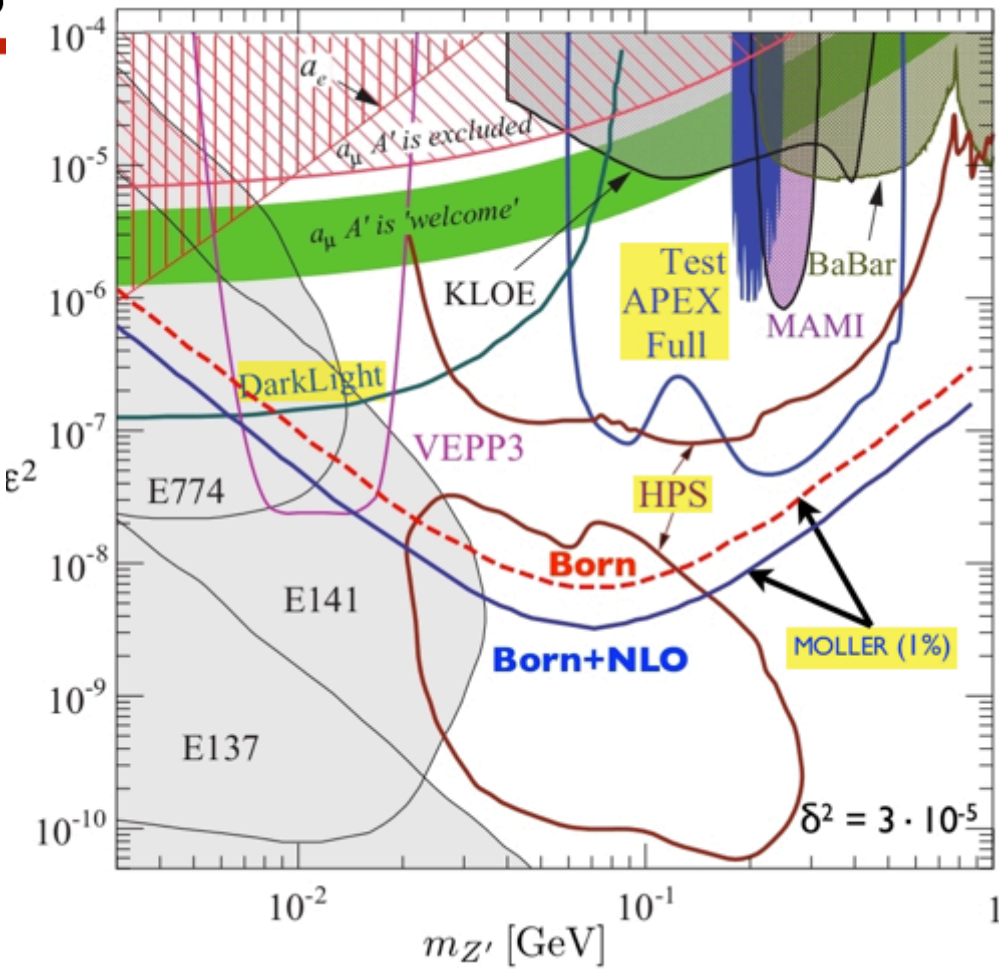 10⁻⁴
10⁻⁵
10⁻⁶
10⁻⁷
10⁻⁸
10⁻⁹
10⁻¹⁰
ε²
aₑ
a_μ A' is excluded
a_μ A' is 'welcome'
KLOE
Test
APEX
Full
BaBar
MAMI
DarkLight
VEPP3
E774
HPS
Born
E141
MOLLER (1%)
Born+NLO
E137
δ² = 3 · 10⁻⁵
10⁻²
10⁻¹
1
m_Z′ [GeV]